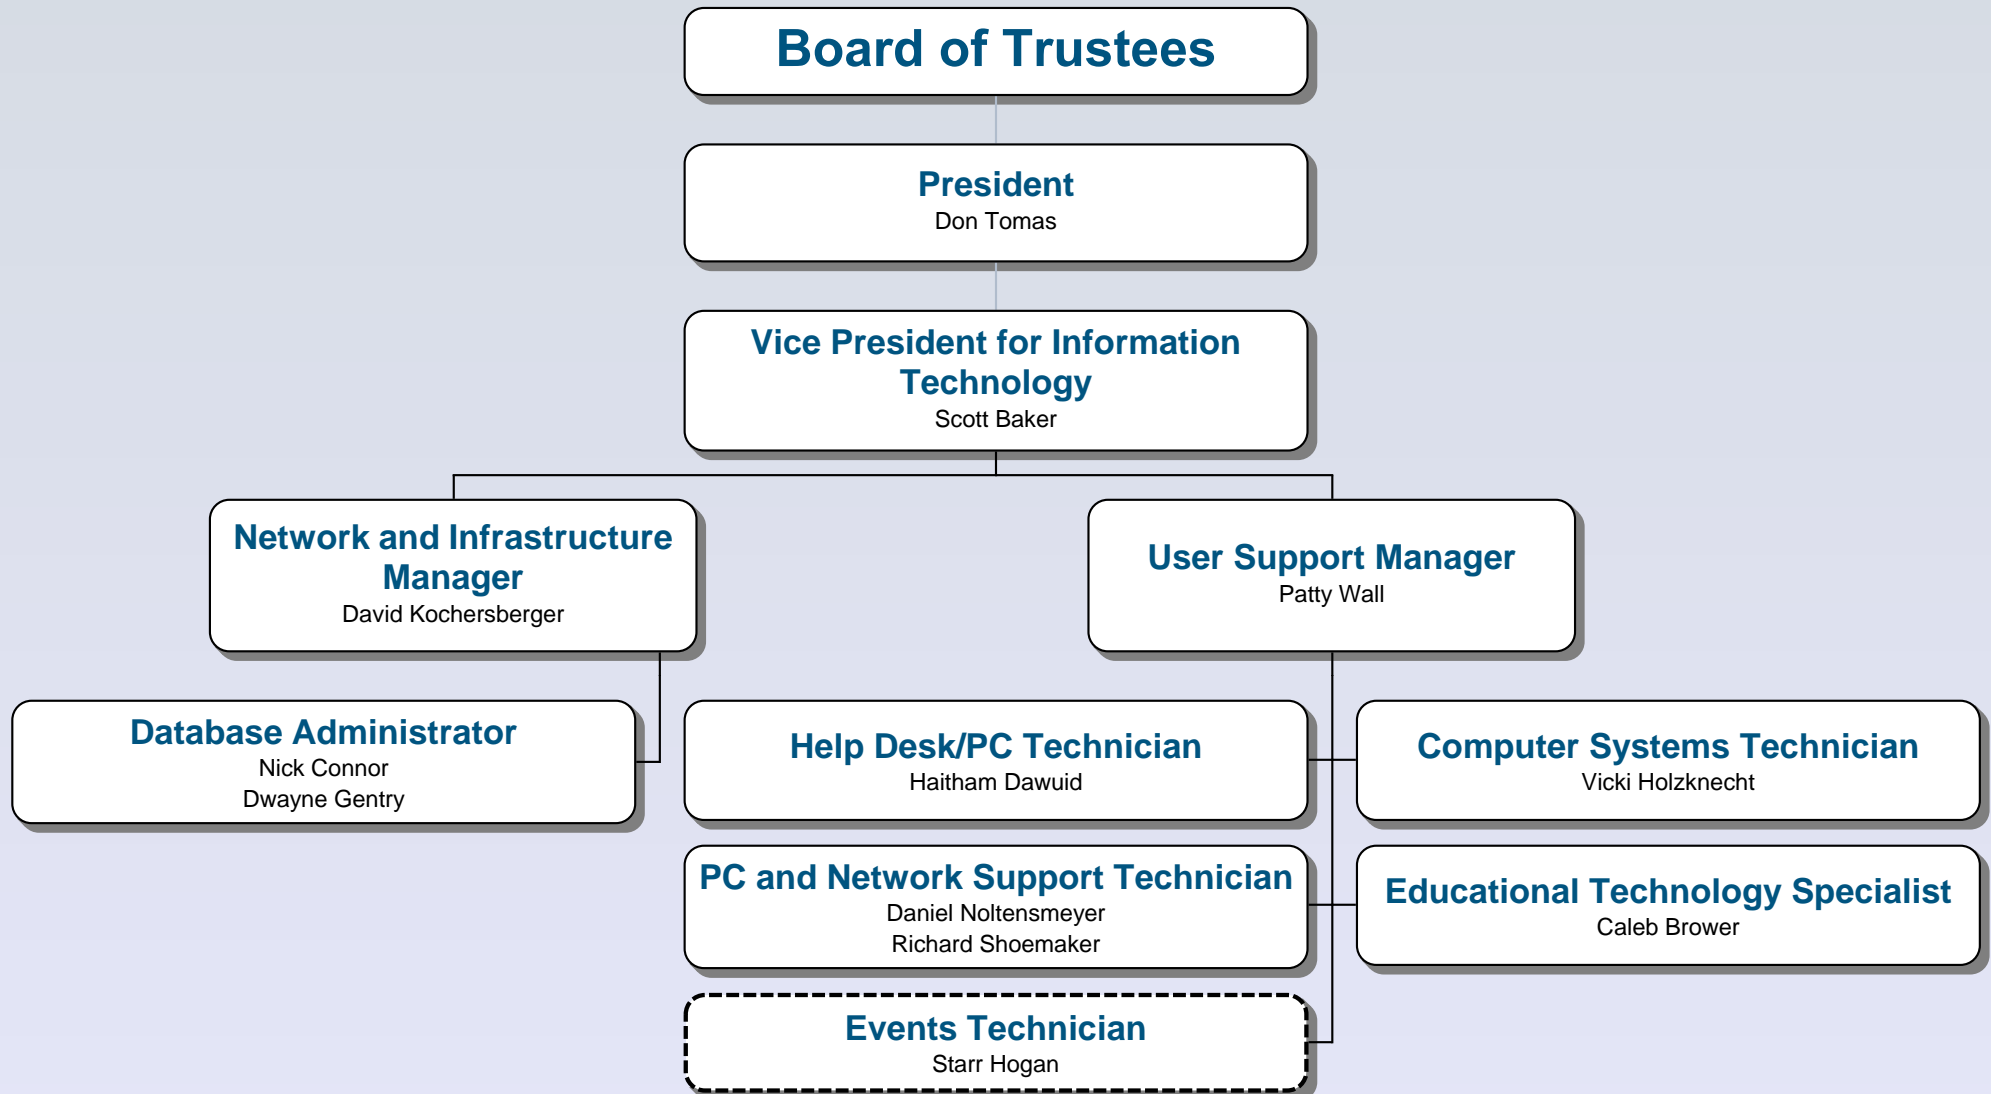 Board of Trustees
President
Don Tomas
Vice President for Information
Technology
Scott Baker
Network and Infrastructure
Manager
David Kochersberger
User Support Manager
Patty Wall
Database Administrator
Nick Connor
Dwayne Gentry
Help Desk/PC Technician
Haitham Dawuid
Computer Systems Technician
Vicki Holzknecht
PC and Network Support Technician
Daniel Noltensmeyer
Richard Shoemaker
Educational Technology Specialist
Caleb Brower
Events Technician
Starr Hogan